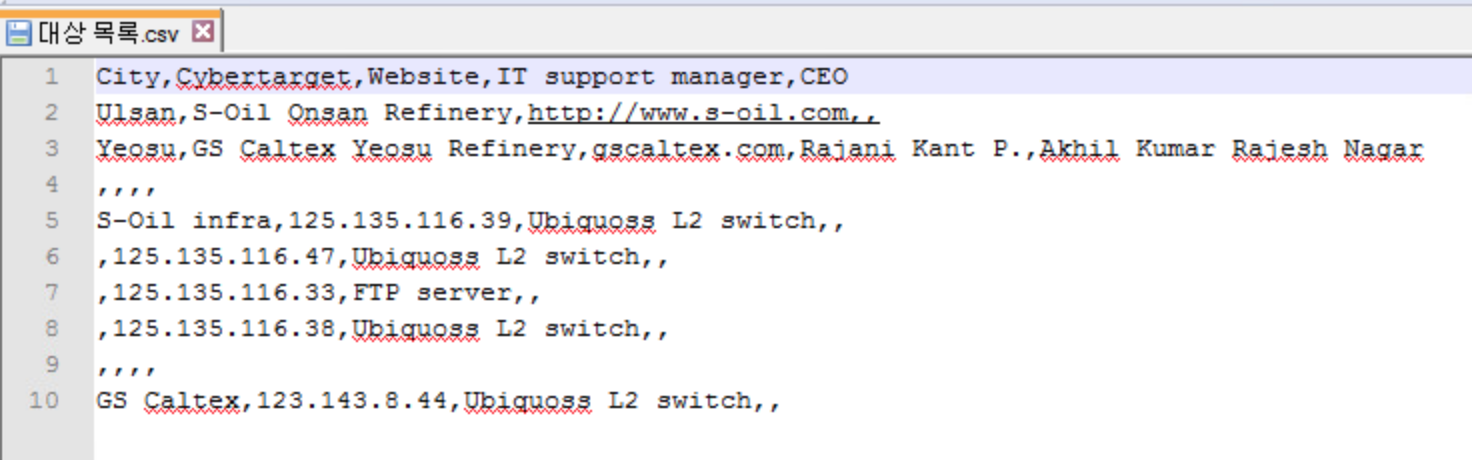 대상 목록.csv
1 City,Cybertarget,Website,IT support manager,CEO
2 Ulsan,S-Oil Onsan Refinery,http://www.s-oil.com,,
3 Yeosu,GS Caltex Yeosu Refinery,gscaltex.com,Rajani Kant P.,Akhil Kumar Rajesh Nagar
4 ,,,,
5 S-Oil infra,125.135.116.39,Ubiquoss L2 switch,,
6 ,125.135.116.47,Ubiquoss L2 switch,,
7 ,125.135.116.33,FTP server,,
8 ,125.135.116.38,Ubiquoss L2 switch,,
9 ,,,,
10 GS Caltex,123.143.8.44,Ubiquoss L2 switch,,